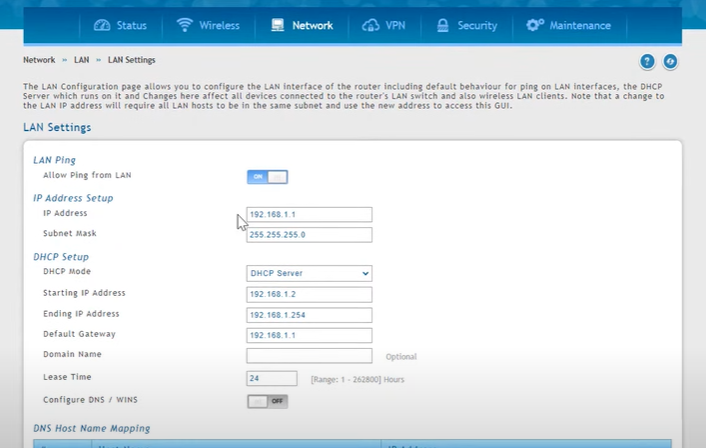 Status Wireless Network VPN Security Maintenance
Network » LAN » LAN Settings
The LAN Configuration page allows you to configure the LAN interface of the router including default behaviour for ping on LAN interfaces, the DHCP
Server which runs on it and Changes here affect all devices connected to the router's LAN switch and also wireless LAN clients. Note that a change to
the LAN IP address will require all LAN hosts to be in the same subnet and use the new address to access this GUI.
LAN Settings
LAN Ping
Allow Ping from LAN ON
IP Address Setup
IP Address 192.168.1.1
Subnet Mask 255.255.255.0
DHCP Setup
DHCP Mode DHCP Server
Starting IP Address 192.168.1.2
Ending IP Address 192.168.1.254
Default Gateway 192.168.1.1
Domain Name Optional
Lease Time 24 [Range: 1 - 262800] Hours
Configure DNS / WINS OFF
DNS Host Name Mapping